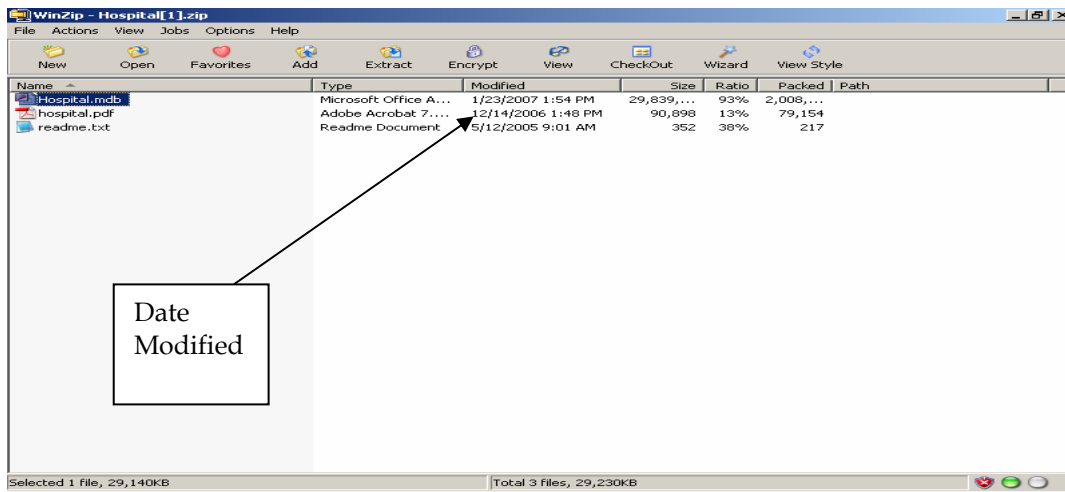 WinZip - Hospital[1].zip
File Actions View Jobs Options Help
New Open Favorites Add Extract Encrypt View CheckOut Wizard View Style
Name Type Modified Size Ratio Packed Path
Hospital.mdb Microsoft Office A... 1/23/2007 1:54 PM 29,839,... 93% 2,008,...
hospital.pdf Adobe Acrobat 7.... 12/14/2006 1:48 PM 90,898 13% 79,154
readme.txt Readme Document 5/12/2005 9:01 AM 352 38% 217
Date
Modified
Selected 1 file, 29,140KB Total 3 files, 29,230KB